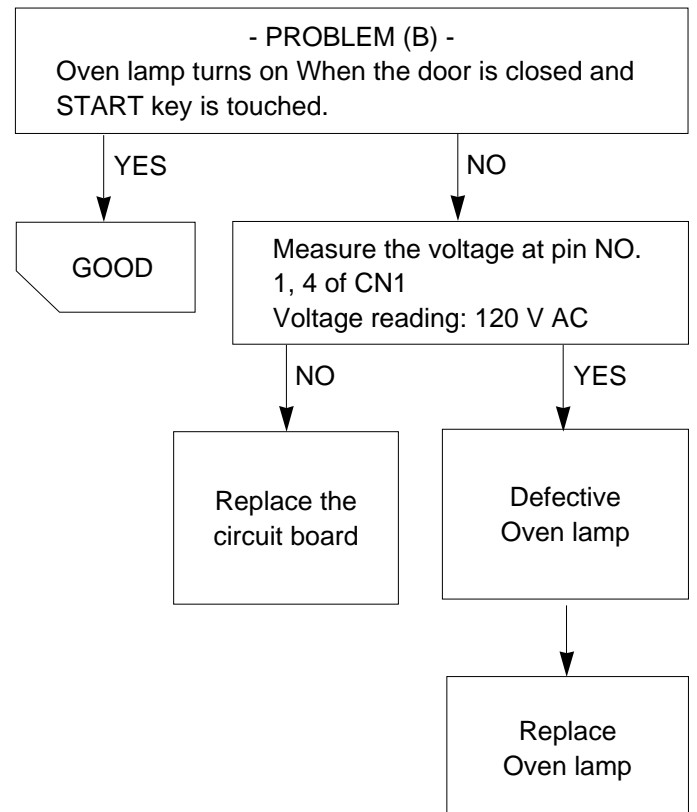 - PROBLEM (B) -
Oven lamp turns on When the door is closed and
START key is touched.
YES
NO
GOOD
Measure the voltage at pin NO.
1, 4 of CN1
Voltage reading: 120 V AC
NO
YES
Replace the
circuit board
Defective
Oven lamp
Replace
Oven lamp